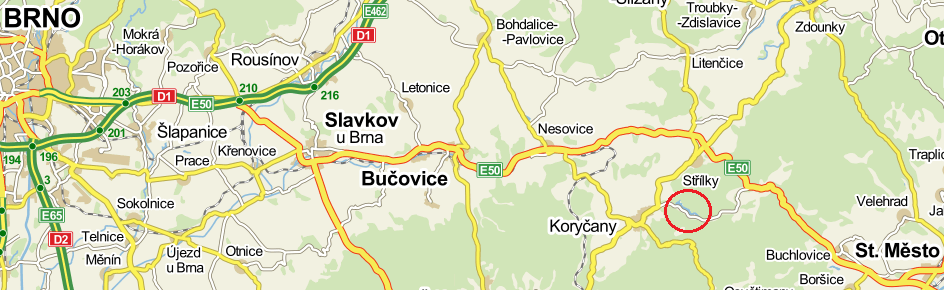 BRNO
E462
D1
Bohdalice-
-Pavlovice
Troubky-
-Zdislavice
Zdounky
Mokrá
-Horákov
Pozořice
Rousínov
Litenčice
Letonice
203
D1
E50
210
216
201
Šlapanice
Slavkov
u Brna
Nesovice
194
196
Prace
Křenovice
Bučovice
E50
E50
Střílky
3
Sokolnice
Velehrad
E65
D2
Telnice
Měnín
Újezd
u Brna
Otnice
Koryčany
Buchlovice
St. Město
Boršice